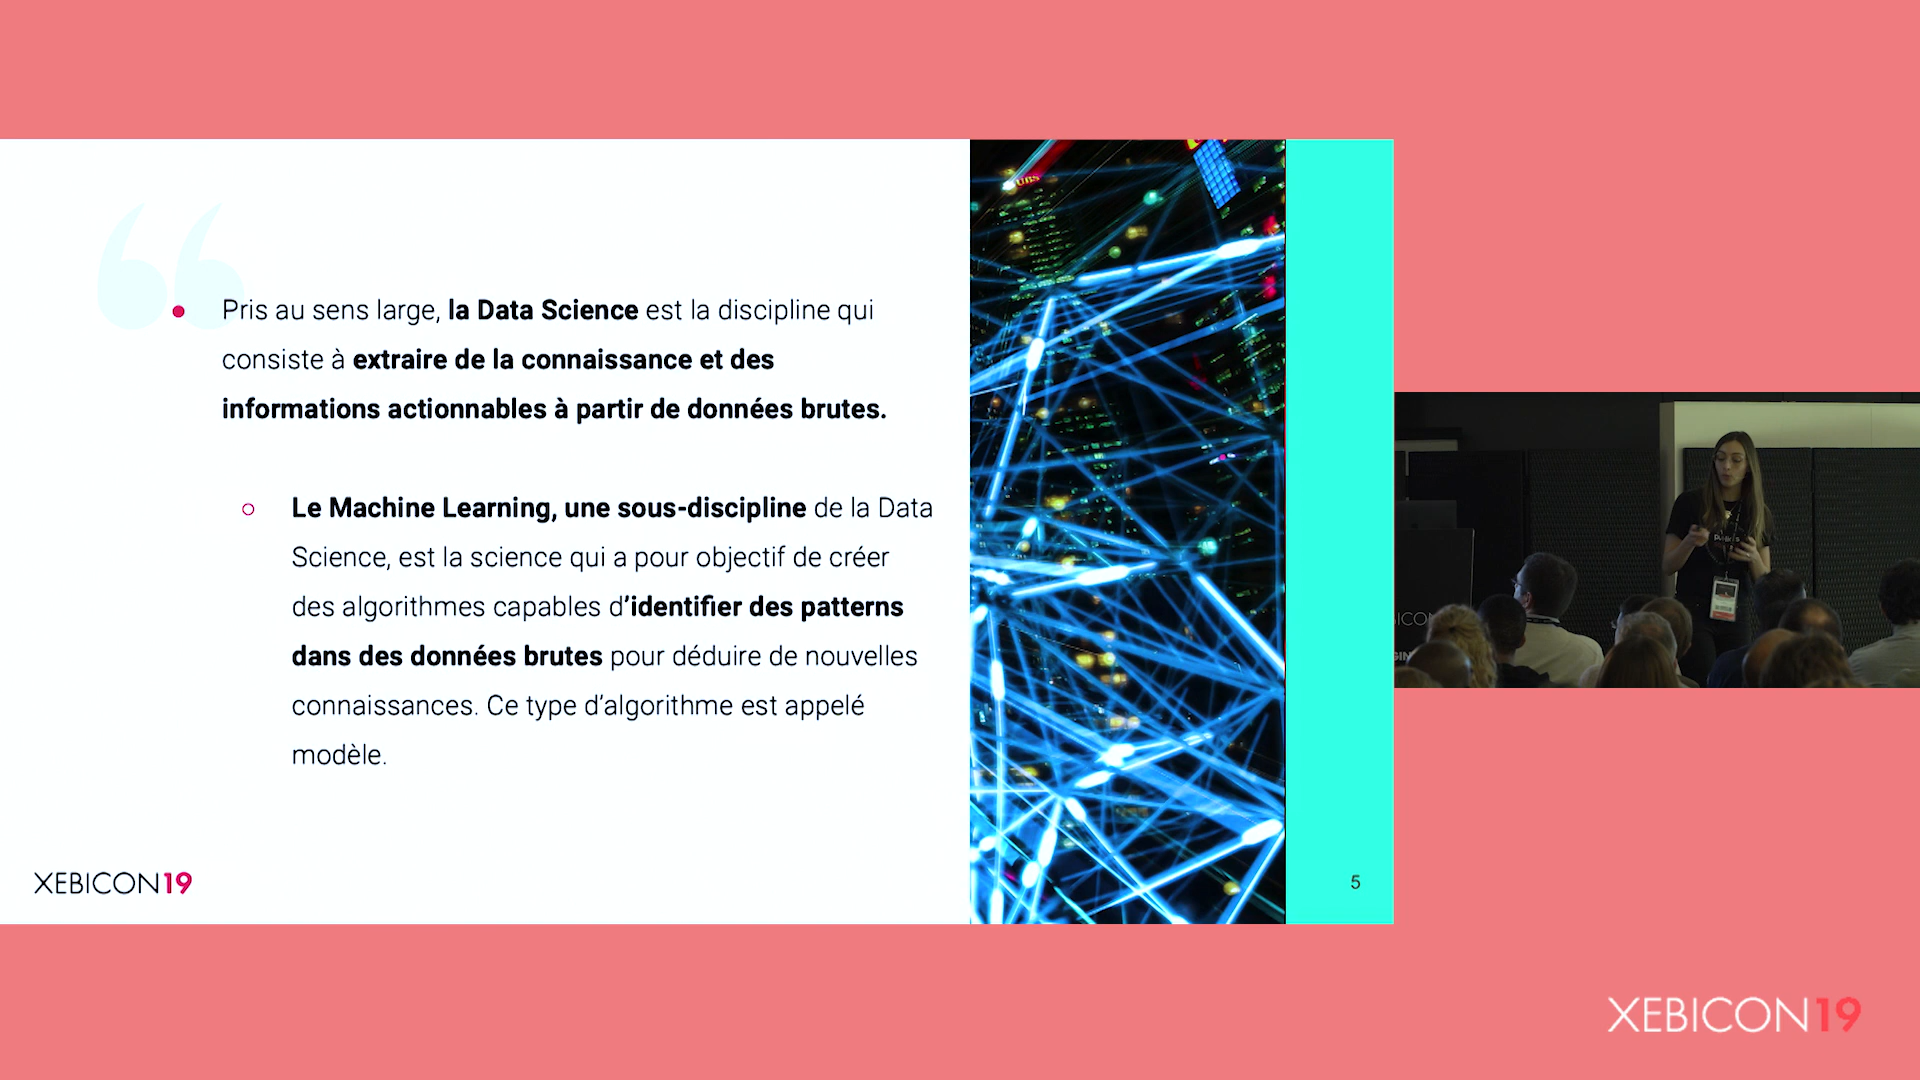 Pris au sens large, la Data Science est la discipline qui
consiste à extraire de la connaissance et des
informations actionnables à partir de données brutes.
Le Machine Learning, une sous-discipline de la Data
Science, est la science qui a pour objectif de créer
des algorithmes capables d’identifier des patterns
dans des données brutes pour déduire de nouvelles
connaissances. Ce type d’algorithme est appelé
modèle.
XEBICON19
5
XEBICON19